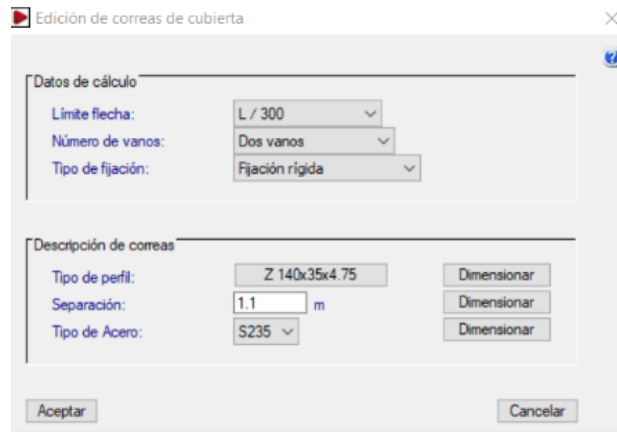 Edición de correas de cubierta
Datos de cálculo
Límite flecha: L / 300
Número de vanos: Dos vanos
Tipo de fijación: Fijación rígida
Descripción de correas
Tipo de perfil: Z 140x35x4.75 Dimensionar
Separación: 1.1 m Dimensionar
Tipo de Acero: S235 Dimensionar
Aceptar Cancelar